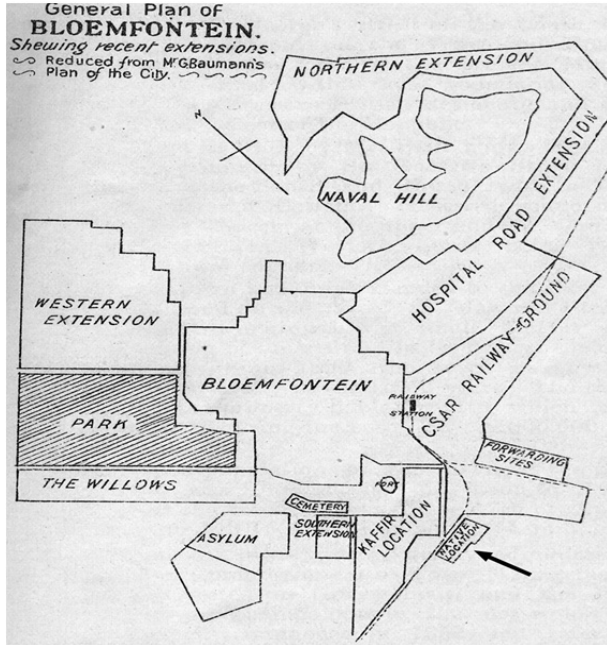 General Plan of
BLOEMFONTEIN.
Shewing recent extensions.
Reduced from Mr G. Baumann's
Plan of the City.
NORTHERN EXTENSION
N
NAVAL HILL
HOSPITAL ROAD EXTENSION
WESTERN
EXTENSION
BLOEMFONTEIN
RAILWAY
STATION
CSAR RAILWAY-GROUND
PARK
FORWARDING
SITES
THE WILLOWS
FORT
CEMETERY
SOUTHERN
EXTENSION
KAFFIR
LOCATION
ASYLUM
NATIVE
LOCATION